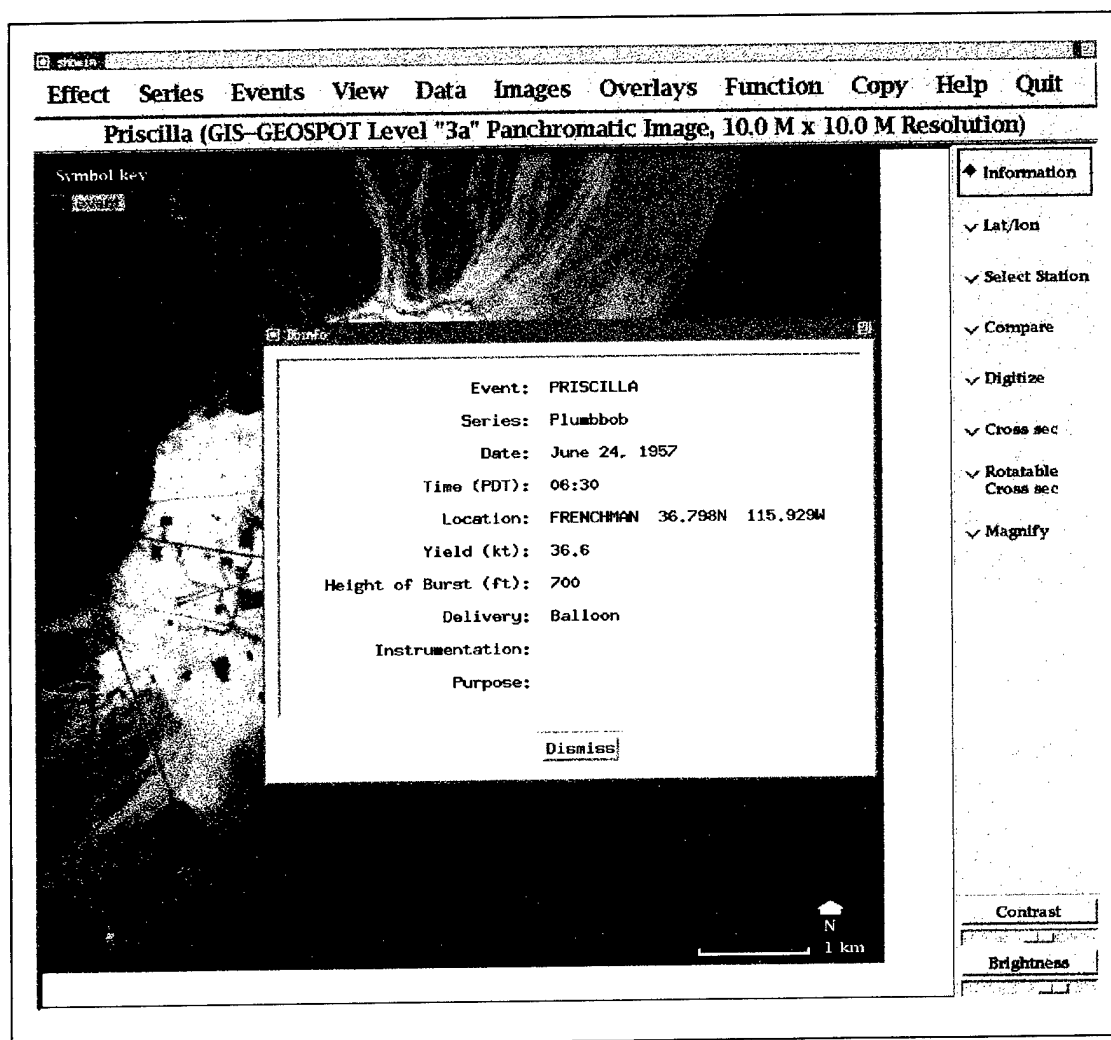 Effect Series Events View Data Images Overlays Function Copy Help Quit
Priscilla (GIS-GEOSPOT Level "3a" Panchromatic Image, 10.0 M x 10.0 M Resolution)
Symbol key
Event: PRISCILLA
Series: Plumbbob
Date: June 24, 1957
Time (PDT): 06:30
Location: FRENCHMAN 36.798N 115.929W
Yield (kt): 36.6
Height of Burst (ft): 700
Delivery: Balloon
Instrumentation:
Purpose:
Dismiss
N
1 km
Information
Lat/lon
Select Station
Compare
Digitize
Cross sec
Rotatable
Cross sec
Magnify
Contrast
Brightness